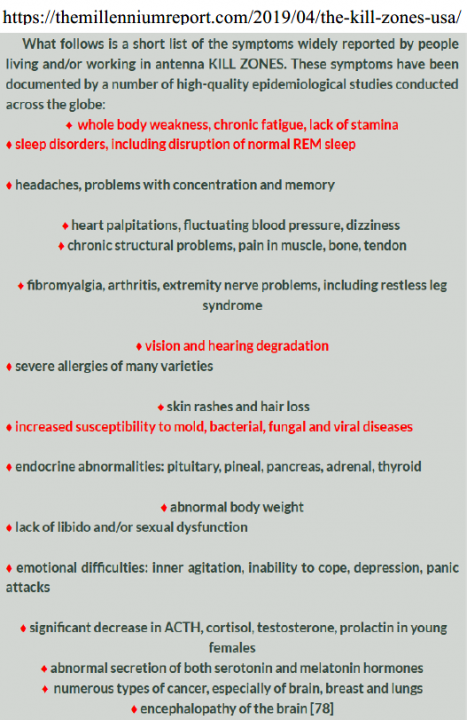 https://themillenniumreport.com/2019/04/the-kill-zones-usa/
What follows is a short list of the symptoms widely reported by people
living and/or working in antenna KILL ZONES. These symptoms have been
documented by a number of high-quality epidemiological studies conducted
across the globe:
♦ whole body weakness, chronic fatigue, lack of stamina
♦ sleep disorders, including disruption of normal REM sleep
♦ headaches, problems with concentration and memory
♦ heart palpitations, fluctuating blood pressure, dizziness
♦ chronic structural problems, pain in muscle, bone, tendon
♦ fibromyalgia, arthritis, extremity nerve problems, including restless leg
syndrome
♦ vision and hearing degradation
♦ severe allergies of many varieties
♦ skin rashes and hair loss
♦ increased susceptibility to mold, bacterial, fungal and viral diseases
♦ endocrine abnormalities: pituitary, pineal, pancreas, adrenal, thyroid
♦ abnormal body weight
♦ lack of libido and/or sexual dysfunction
♦ emotional difficulties: inner agitation, inability to cope, depression, panic
attacks
♦ significant decrease in ACTH, cortisol, testosterone, prolactin in young
females
♦ abnormal secretion of both serotonin and melatonin hormones
♦ numerous types of cancer, especially of brain, breast and lungs
♦ encephalopathy of the brain [78]